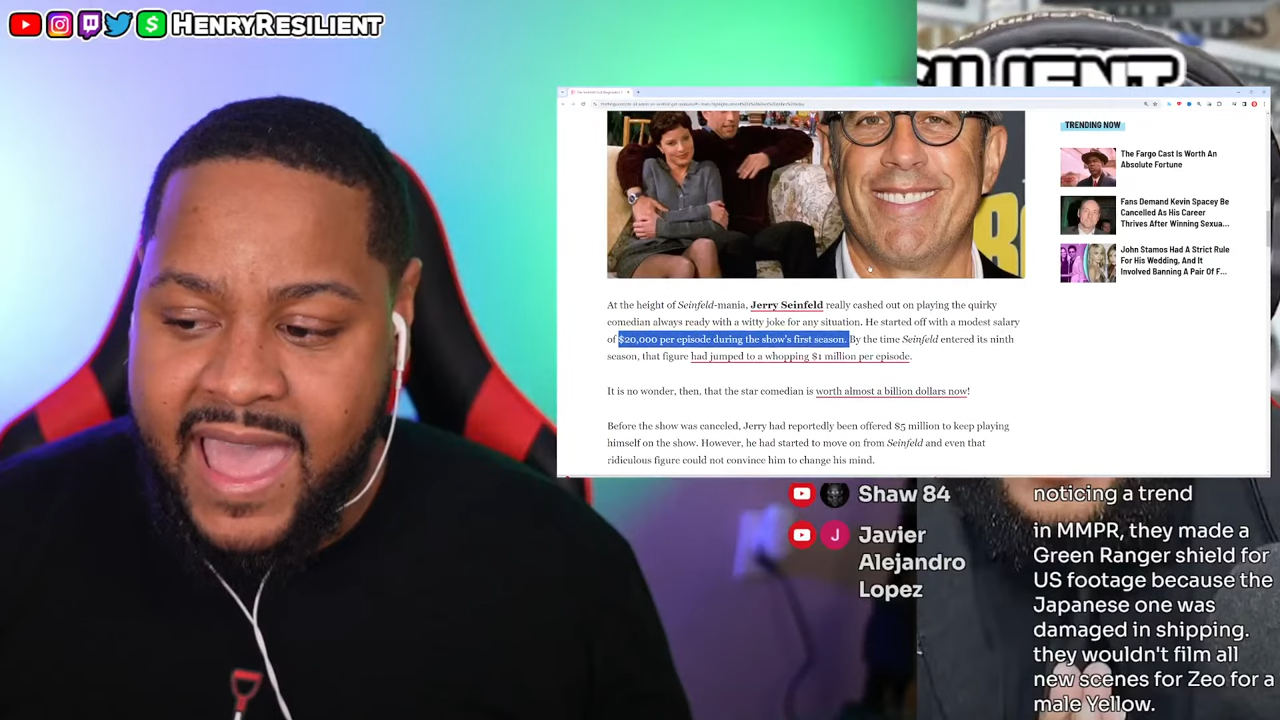 HENRYRESILIENT
TRENDING NOW
The Fargo Cast Is Worth An
Absolute Fortune
Fans Demand Kevin Spacey Be
Cancelled As His Career
Thrives After Winning Sexua...
John Stamos Had A Strict Rule
For His Wedding, And It
Involved Banning A Pair Of F...
At the height of Seinfeld-mania, Jerry Seinfeld really cashed out on playing the quirky
comedian always ready with a witty joke for any situation. He started off with a modest salary
of $20,000 per episode during the show's first season. By the time Seinfeld entered its ninth
season, that figure had jumped to a whopping $1 million per episode.
It is no wonder, then, that the star comedian is worth almost a billion dollars now!
Before the show was canceled, Jerry had reportedly been offered $5 million to keep playing
himself on the show. However, he had started to move on from Seinfeld and even that
ridiculous figure could not convince him to change his mind.
Shaw 84
noticing a trend
J Javier
Alejandro
Lopez
in MMPR, they made a
Green Ranger shield for
US footage because the
Japanese one was
damaged in shipping.
they wouldn't film all
new scenes for Zeo for a
male Yellow.